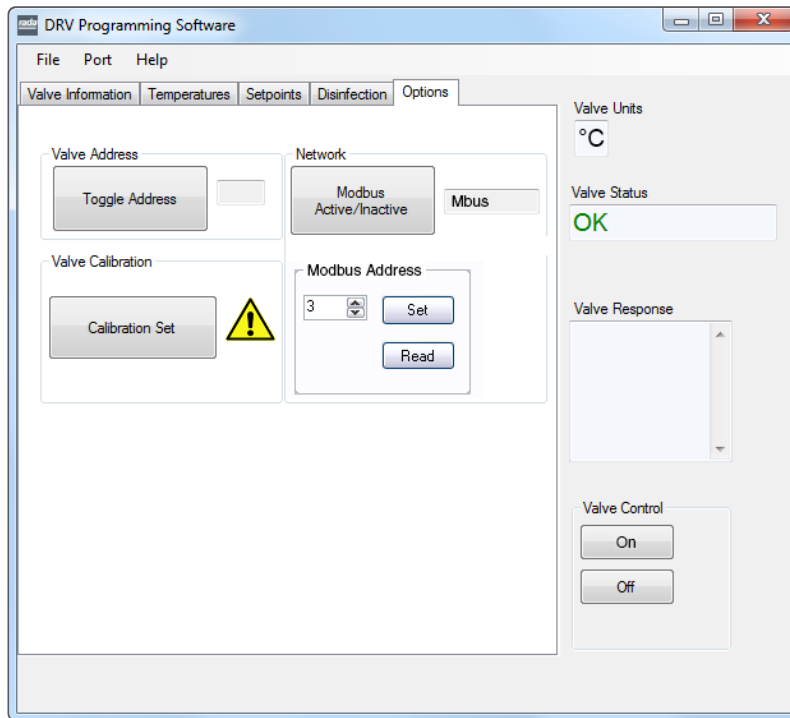 rada DRV Programming Software
File Port Help
Valve Information Temperatures Setpoints Disinfection Options
Valve Address
Toggle Address
Network
Modbus
Active/Inactive
Mbus
Valve Calibration
Calibration Set
!
Modbus Address
3
Set
Read
Valve Units
°C
Valve Status
OK
Valve Response
Valve Control
On
Off